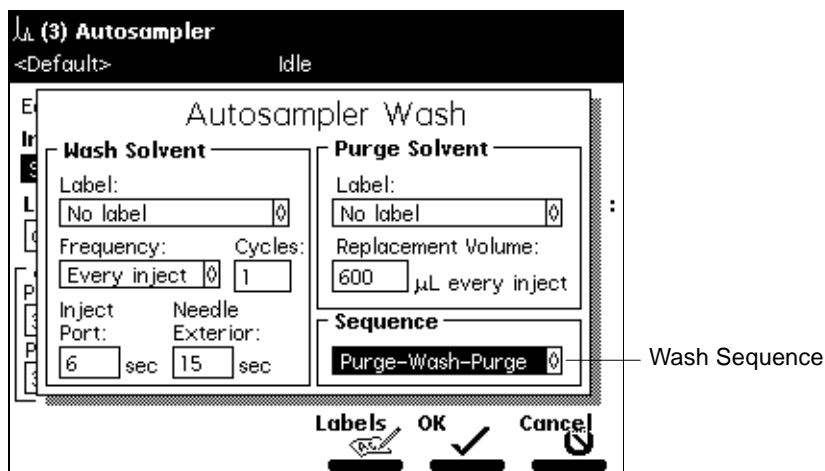 (3) Autosampler
<Default> Idle
Autosampler Wash
Wash Solvent
Label:
No label
Frequency: Cycles:
Every inject 1
Inject Port: Needle Exterior:
6 sec 15 sec
Purge Solvent
Label:
No label
Replacement Volume:
600 µL every inject
Sequence
Purge-Wash-Purge
Wash Sequence
Labels OK Cancel